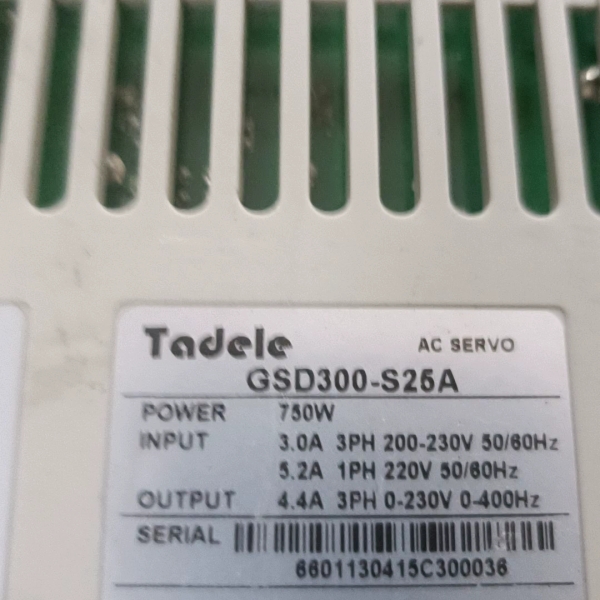 Tadele AC SERVO
GSD300-S25A
POWER 750W
INPUT 3.0A 3PH 200-230V 50/60Hz
5.2A 1PH 220V 50/60Hz
OUTPUT 4.4A 3PH 0-230V 0-400Hz
SERIAL
6601130415C300036